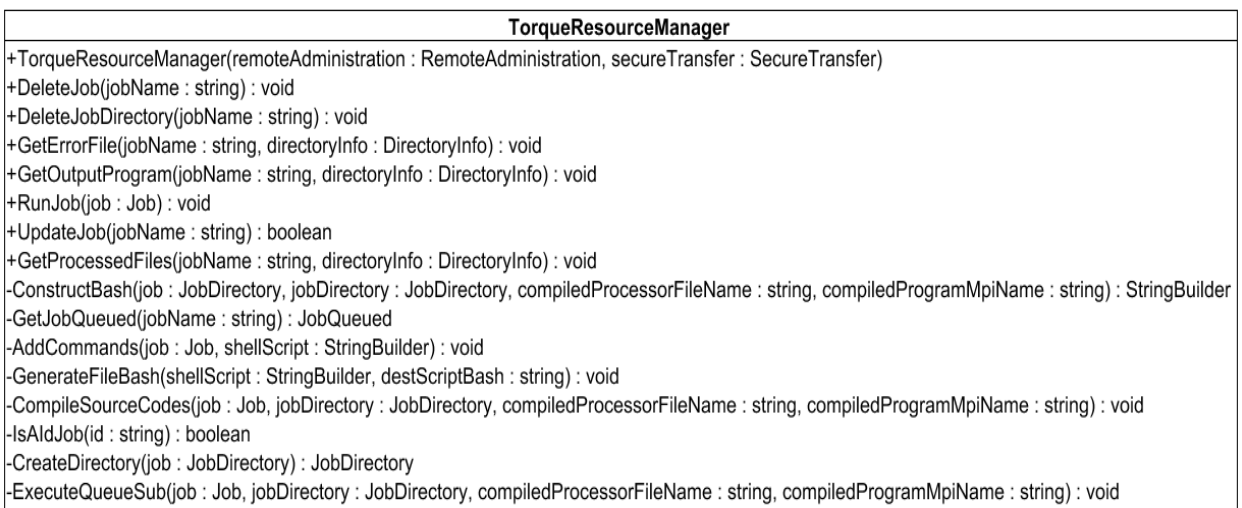 TorqueResourceManager
+TorqueResourceManager(remoteAdministration : RemoteAdministration, secureTransfer : SecureTransfer)
+DeleteJob(jobName : string) : void
+DeleteJobDirectory(jobName : string) : void
+GetErrorFile(jobName : string, directoryInfo : DirectoryInfo) : void
+GetOutputProgram(jobName : string, directoryInfo : DirectoryInfo) : void
+RunJob(job : Job) : void
+UpdateJob(jobName : string) : boolean
+GetProcessedFiles(jobName : string, directoryInfo : DirectoryInfo) : void
-ConstructBash(job : JobDirectory, jobDirectory : JobDirectory, compiledProcessorFileName : string, compiledProgramMpiName : string) : StringBuilder
-GetJobQueued(jobName : string) : JobQueued
-AddCommands(job : Job, shellScript : StringBuilder) : void
-GenerateFileBash(shellScript : StringBuilder, destScriptBash : string) : void
-CompileSourceCodes(job : Job, jobDirectory : JobDirectory, compiledProcessorFileName : string, compiledProgramMpiName : string) : void
-IsAIdJob(id : string) : boolean
-CreateDirectory(job : JobDirectory) : JobDirectory
-ExecuteQueueSub(job : Job, jobDirectory : JobDirectory, compiledProcessorFileName : string, compiledProgramMpiName : string) : void